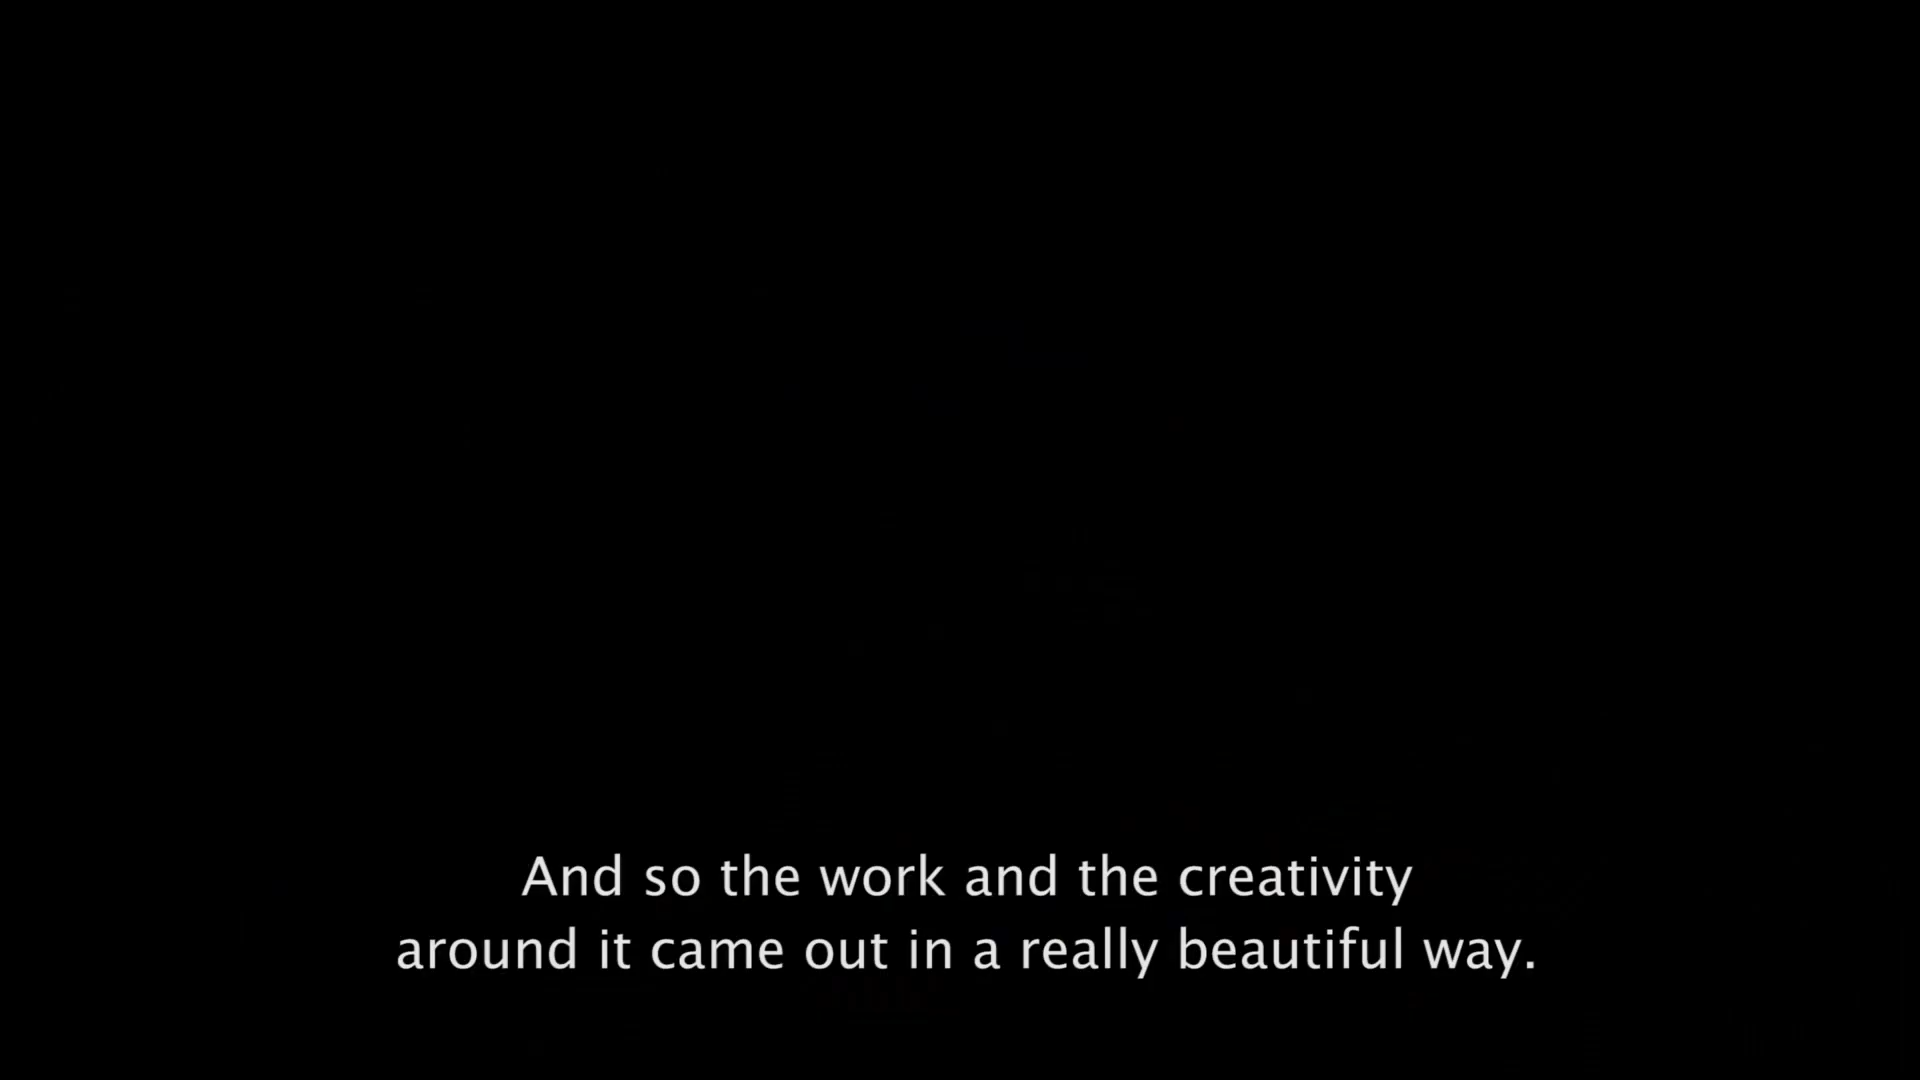 And so the work and the creativity
around it came out in a really beautiful way.